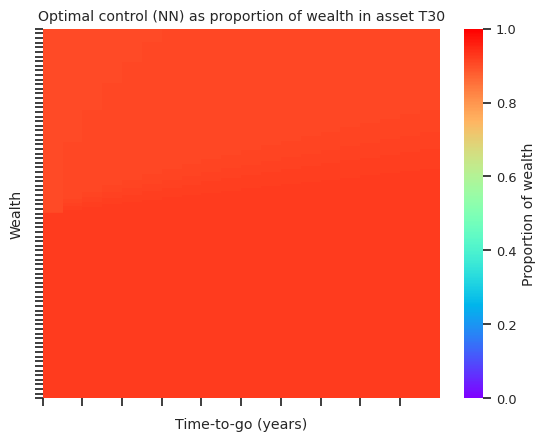 Optimal control (NN) as proportion of wealth in asset T30
1.0
0.8
0.6
0.4
0.2
0.0
Proportion of wealth
Wealth
Time-to-go (years)